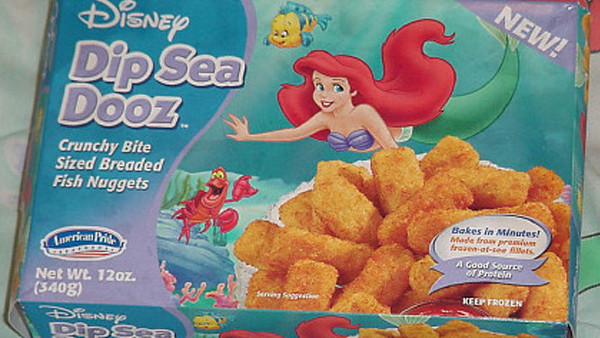 Disney
Dip Sea
Dooz™
NEW!
Crunchy Bite
Sized Breaded
Fish Nuggets
American Pride
Net Wt. 12oz.
(340g)
Bakes in Minutes!
Made from premium
frozen-at-sea fillets.
A Good Source
of Protein
Serving Suggestion
KEEP FROZEN
Disney
Dip Sea